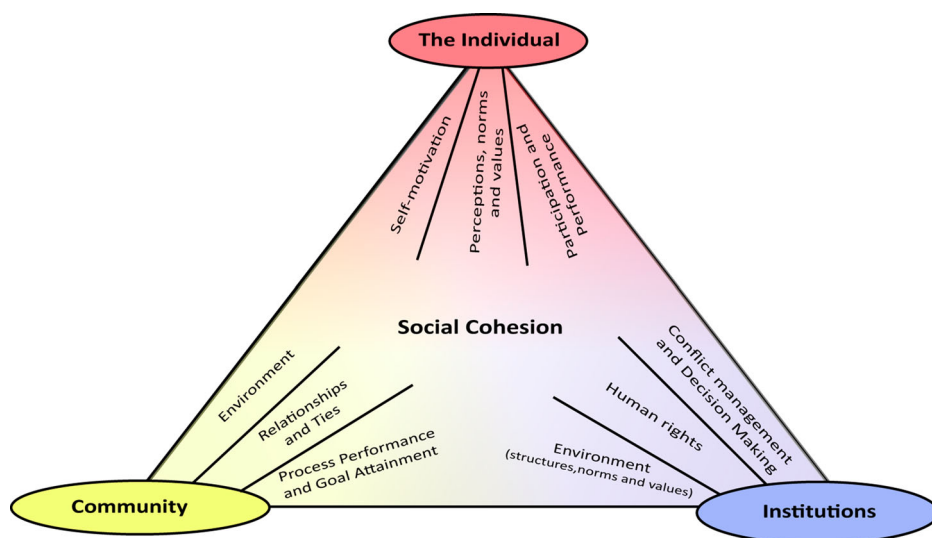 The Individual
Self-motivation
Perceptions, norms
and values
Participation and
Performance
Social Cohesion
Environment
Relationships
and Ties
Process Performance
and Goal Attainment
Conflict management
and Decision Making
Human rights
Environment
(structures,norms and values)
Community
Institutions